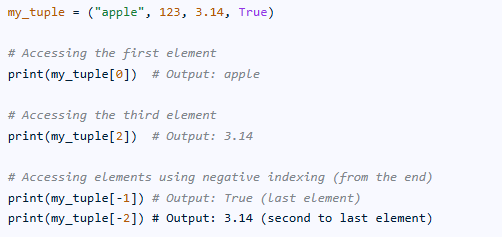 my_tuple = ("apple", 123, 3.14, True)
# Accessing the first element
print(my_tuple[0])  # Output: apple
# Accessing the third element
print(my_tuple[2])  # Output: 3.14
# Accessing elements using negative indexing (from the end)
print(my_tuple[-1]) # Output: True (last element)
print(my_tuple[-2]) # Output: 3.14 (second to last element)